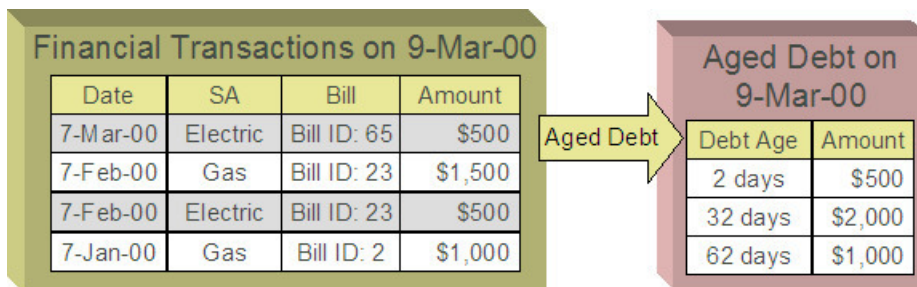 Financial Transactions on 9-Mar-00
Date SA Bill Amount
7-Mar-00 Electric Bill ID: 65 $500
7-Feb-00 Gas Bill ID: 23 $1,500
7-Feb-00 Electric Bill ID: 23 $500
7-Jan-00 Gas Bill ID: 2 $1,000
Aged Debt
Aged Debt on
9-Mar-00
Debt Age Amount
2 days $500
32 days $2,000
62 days $1,000